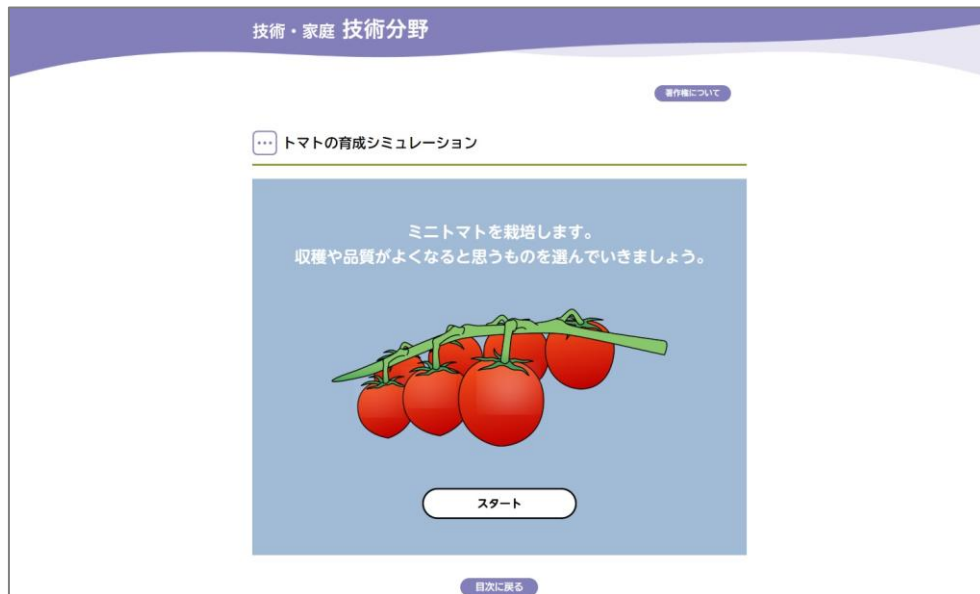 技術・家庭 技術分野
著作権について
トマトの育成シミュレーション
ミニトマトを栽培します。
収穫や品質がよくなると思うものを選んでいきましょう。
スタート
目次に戻る